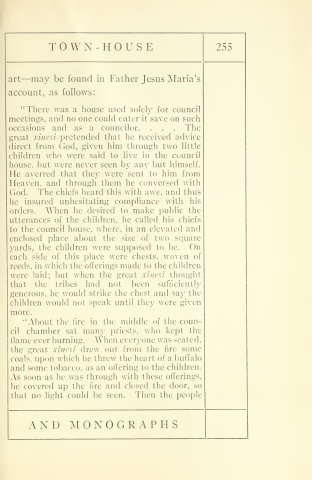 TOWN-HOUSE 255
art—may be found in Father Jesus María's
account, as follows:
"There was a house used solely for council
meetings, and no one could enter it save on such
occasions and as a councilor. . . . The
great xinesi pretended that he received advice
direct from God, given him through two little
children who were said to live in the council
house, but were never seen by any but himself.
He averred that they were sent to him from
Heaven, and through them he conversed with
God. The chiefs heard this with awe, and thus
he insured unhesitating compliance with his
orders. When he desired to make public the
utterances of the children, he called his chiefs
to the council house, where, in an elevated and
enclosed place about the size of two square
yards, the children were supposed to be. On
each side of this place were chests, woven of
reeds, in which the offerings made to the children
were laid; but when the great xinesi thought
that the tribes had not been sufficiently
generous, he would strike the chest and say the
children would not speak until they were given
more.
"About the fire in the middle of the coun-
cil chamber sat many priests, who kept the
flame ever burning. When everyone was seated,
the great xinesi drew out from the fire some
coals, upon which he threw the heart of a buffalo
and some tobacco, as an offering to the children.
As soon as he was through with these offerings,
he covered up the fire and closed the door, so
that no light could be seen. Then the people
AND MONOGRAPHS